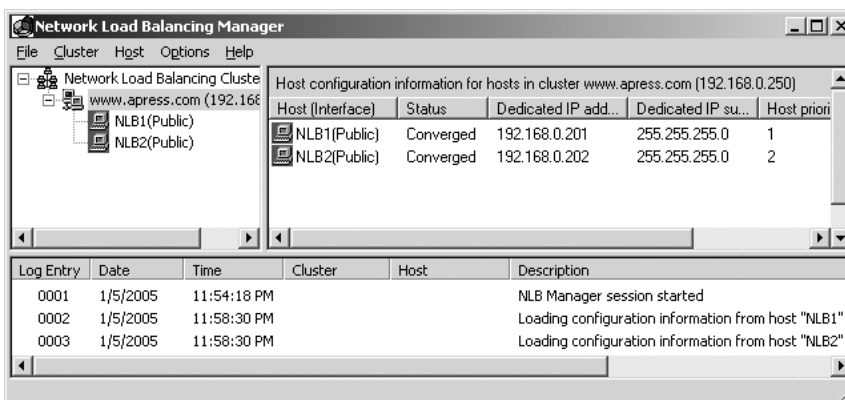 Network Load Balancing Manager
File Cluster Host Options Help
Network Load Balancing Cluste
www.apress.com (192.168
NLB1(Public)
NLB2(Public)
Host configuration information for hosts in cluster www.apress.com (192.168.0.250)
Host (Interface) Status Dedicated IP add... Dedicated IP su... Host priori
NLB1(Public) Converged 192.168.0.201 255.255.255.0 1
NLB2(Public) Converged 192.168.0.202 255.255.255.0 2
Log Entry Date Time Cluster Host Description
0001 1/5/2005 11:54:18 PM NLB Manager session started
0002 1/5/2005 11:58:30 PM Loading configuration information from host "NLB1"
0003 1/5/2005 11:58:30 PM Loading configuration information from host "NLB2"